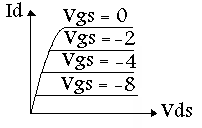 Id
Vgs = 0
Vgs = -2
Vgs = -4
Vgs = -8
Vds